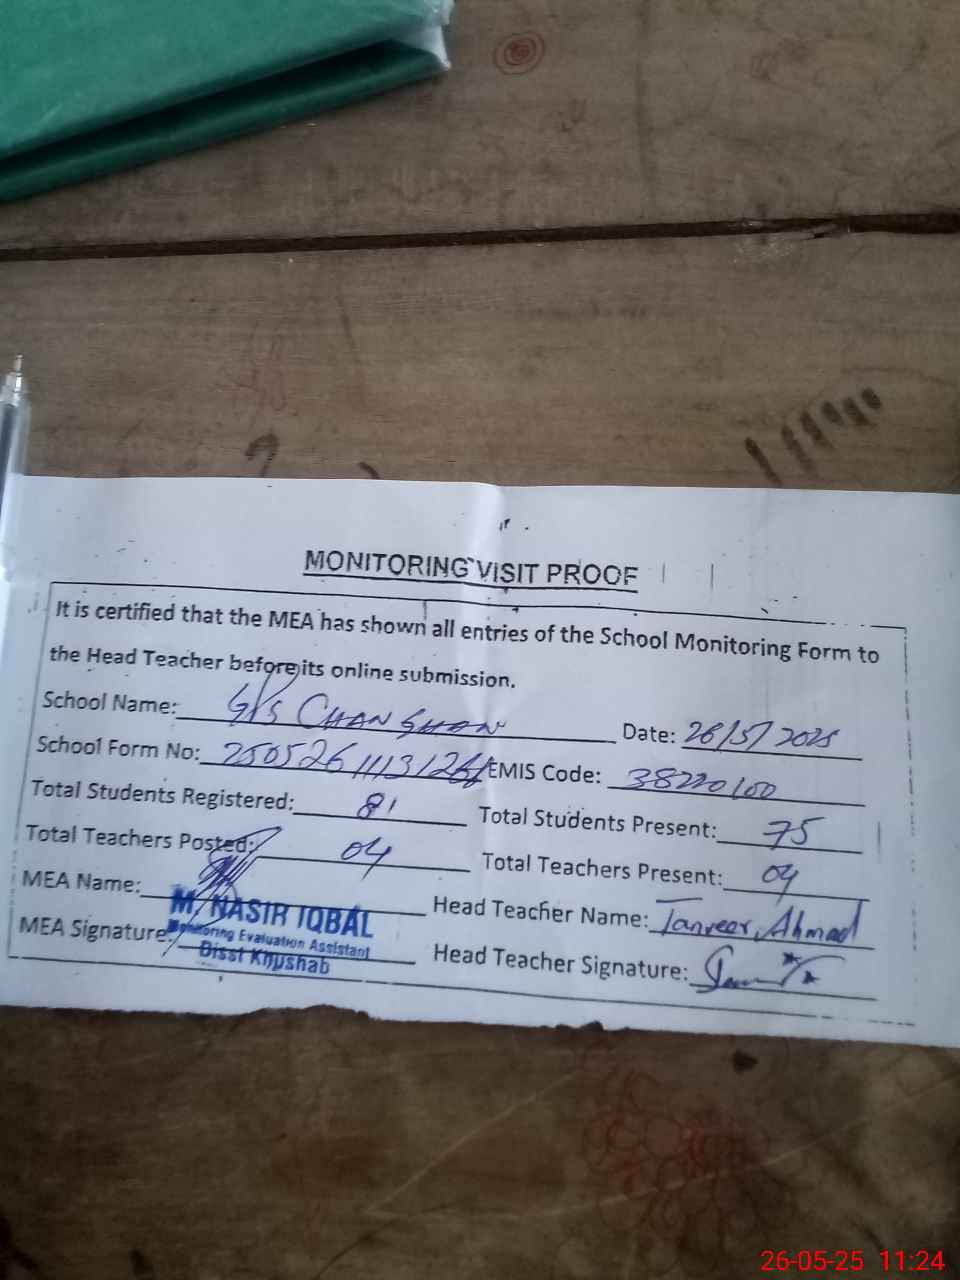 MONITORING VISIT PROOF
It is certified that the MEA has shown all entries of the School Monitoring Form to
the Head Teacher before its online submission.
School Name: CHAN SHAH Date: 26/5/2025
School Form No: EMIS Code: 38220100
Total Students Registered: 81 Total Students Present: 75
Total Teachers Posted: 04 Total Teachers Present: 04
MEA Name: Head Teacher Name: Tanveer Ahmad
M. NASIR IQBAL
MEA Signature: Monitoring Evaluation Assistant Head Teacher Signature:
Disst Khushab
26-05-25 11:24